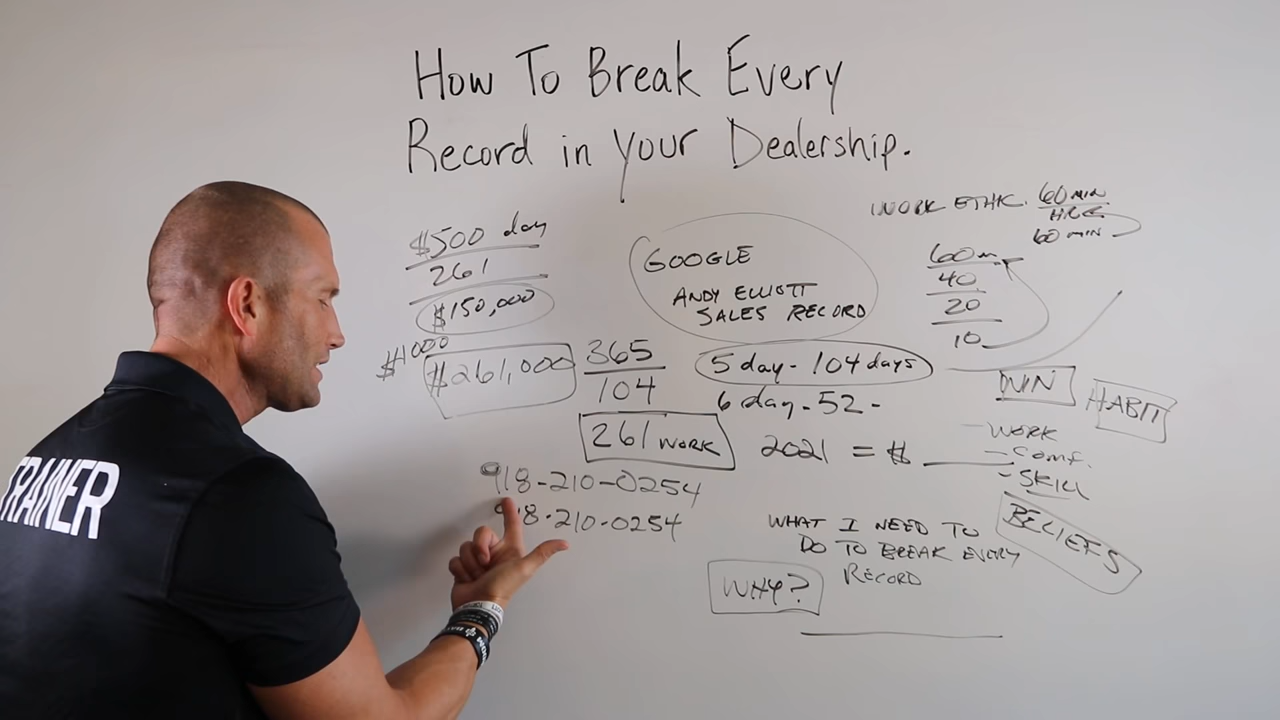 How To Break Every
Record in Your Dealership.
$500 day
261
$150,000
$1000
$261,000
365
104
261 WORK
GOOGLE
ANDY ELLIOTT
SALES RECORD
5 day - 104 days
6 day - 52 -
2021 = $
WORK ETHIC. 60 MIN
HRS
60 MIN
60 m
40
20
10
WIN
HABIT
- WORK
- Conf.
- SKILL
BELIEFS
918-210-0254
918-210-0254
WHAT I NEED TO
DO TO BREAK EVERY
RECORD
WHY?
TRAINER